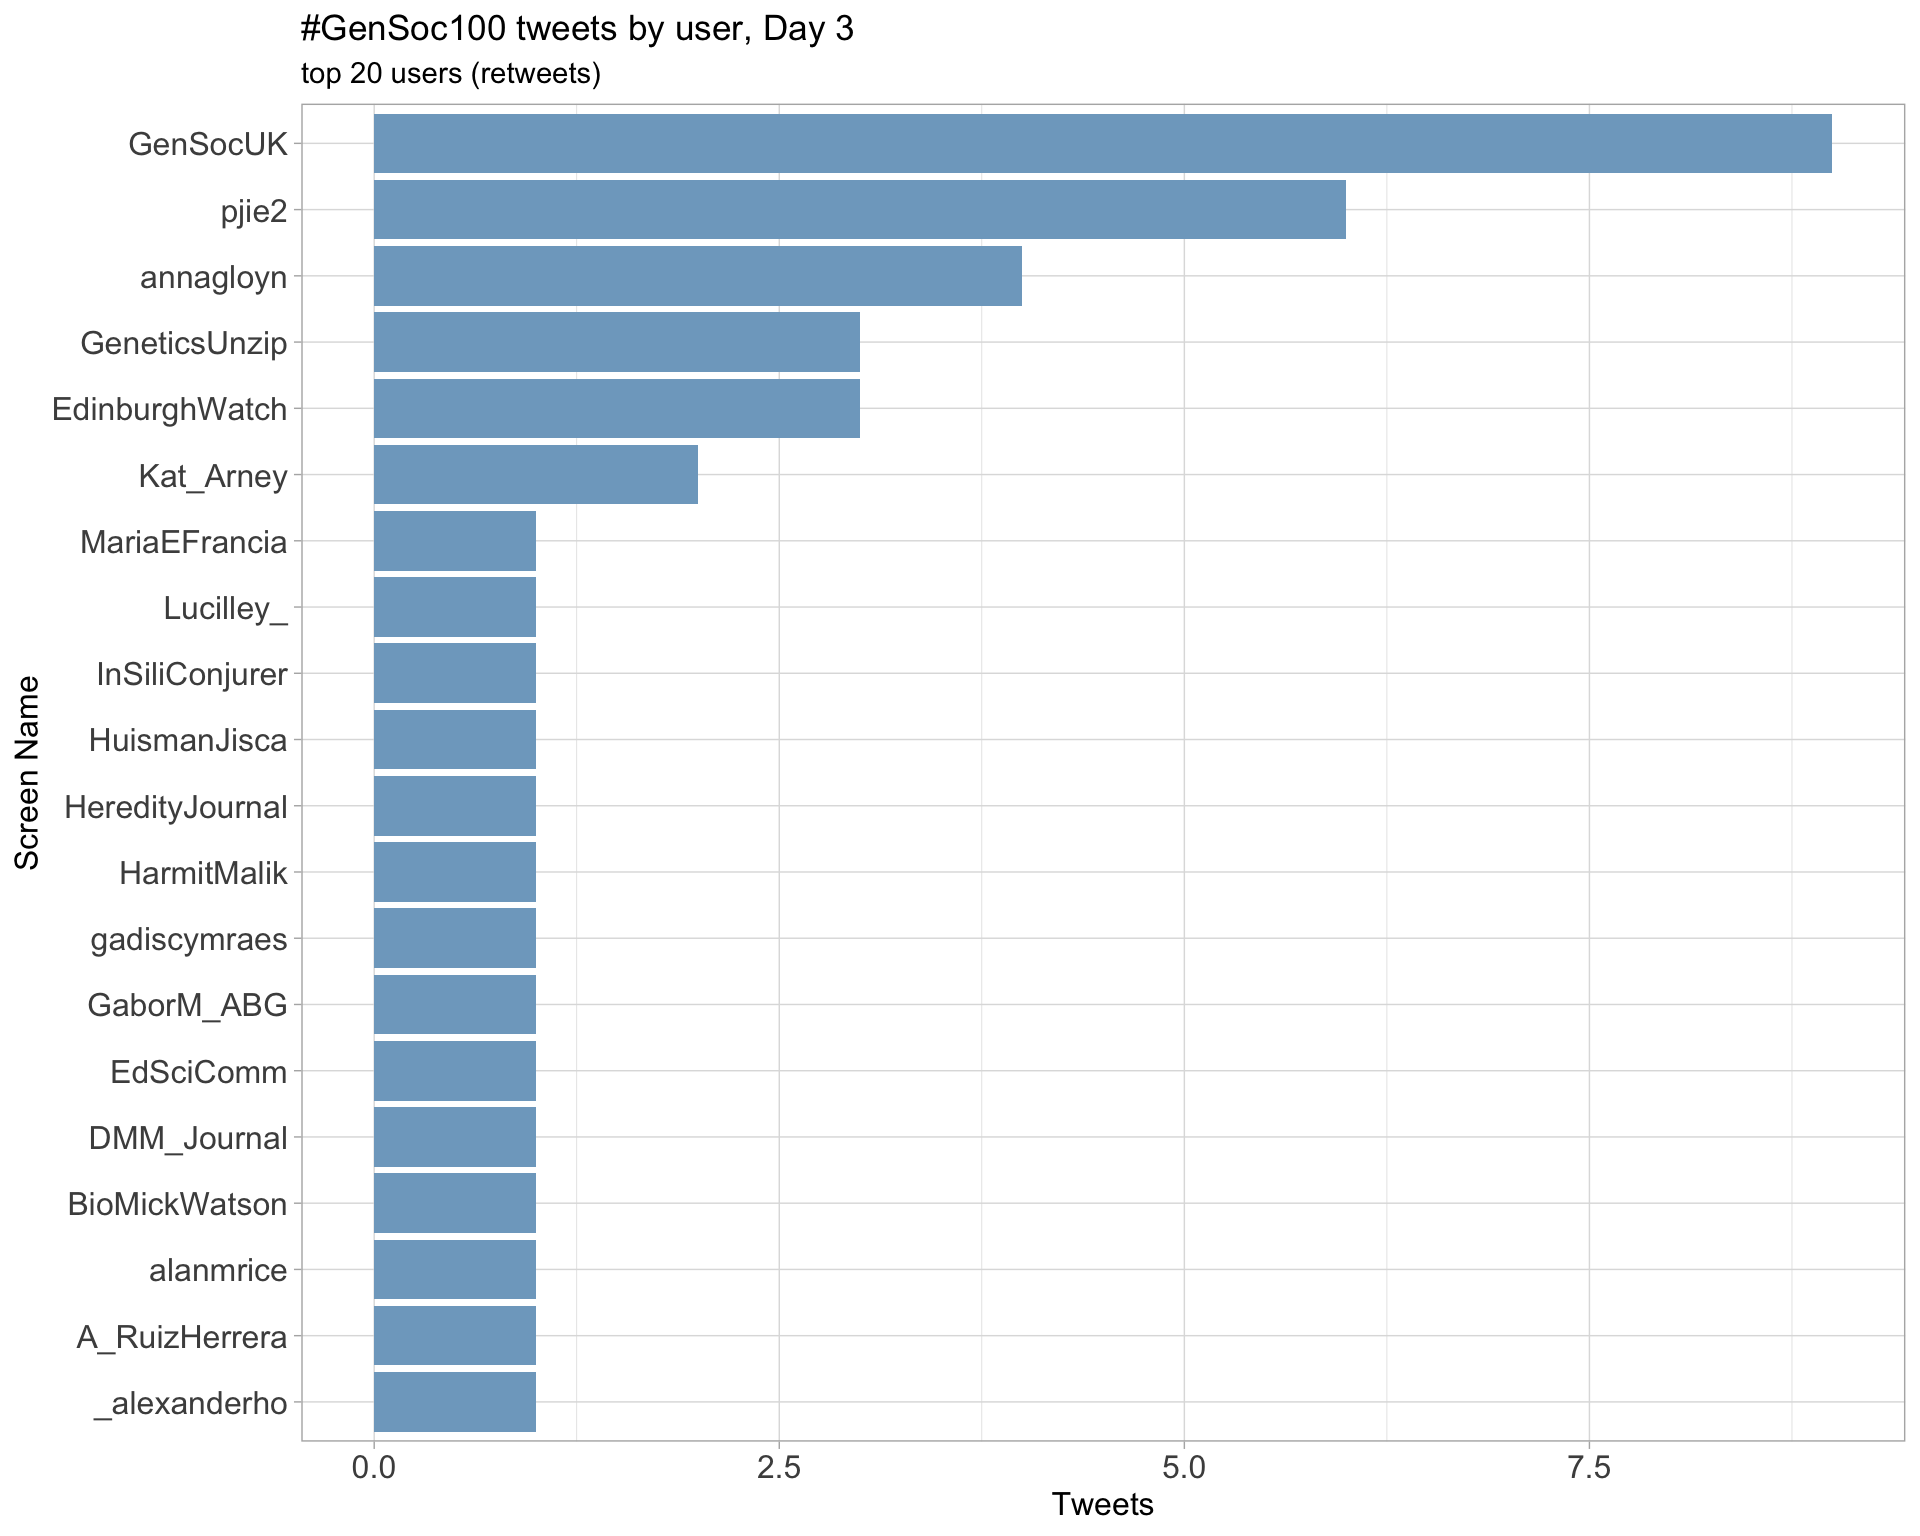 #GenSoc100 tweets by user, Day 3
top 20 users (retweets)
Screen Name
GenSocUK
pjie2
annagloyn
GeneticsUnzip
EdinburghWatch
Kat_Arney
MariaEFrancia
Lucilley_
InSiliConjurer
HuismanJisca
HeredityJournal
HarmitMalik
gadiscymraes
GaborM_ABG
EdSciComm
DMM_Journal
BioMickWatson
alanmrice
A_RuizHerrera
_alexanderho
0.0 2.5 5.0 7.5
Tweets